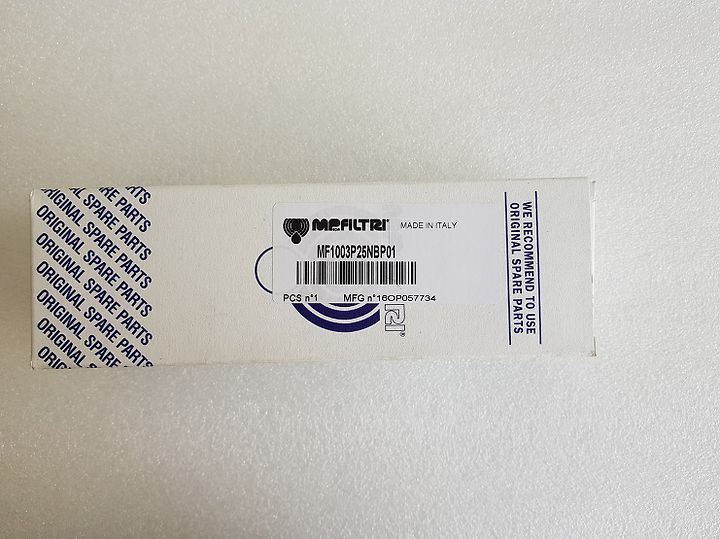 ORIGINAL SPARE PARTS
ORIGINAL SPARE PARTS
ORIGINAL SPARE PARTS
ORIGINAL SPARE PARTS
ORIGINAL SPARE PARTS
ORIGINAL SPARE PARTS
MPFILTRI® MADE IN ITALY
MF1003P25NBP01
PCS n°1 MFG n°16OP057734
WE RECOMMEND TO USE
ORIGINAL SPARE PARTS